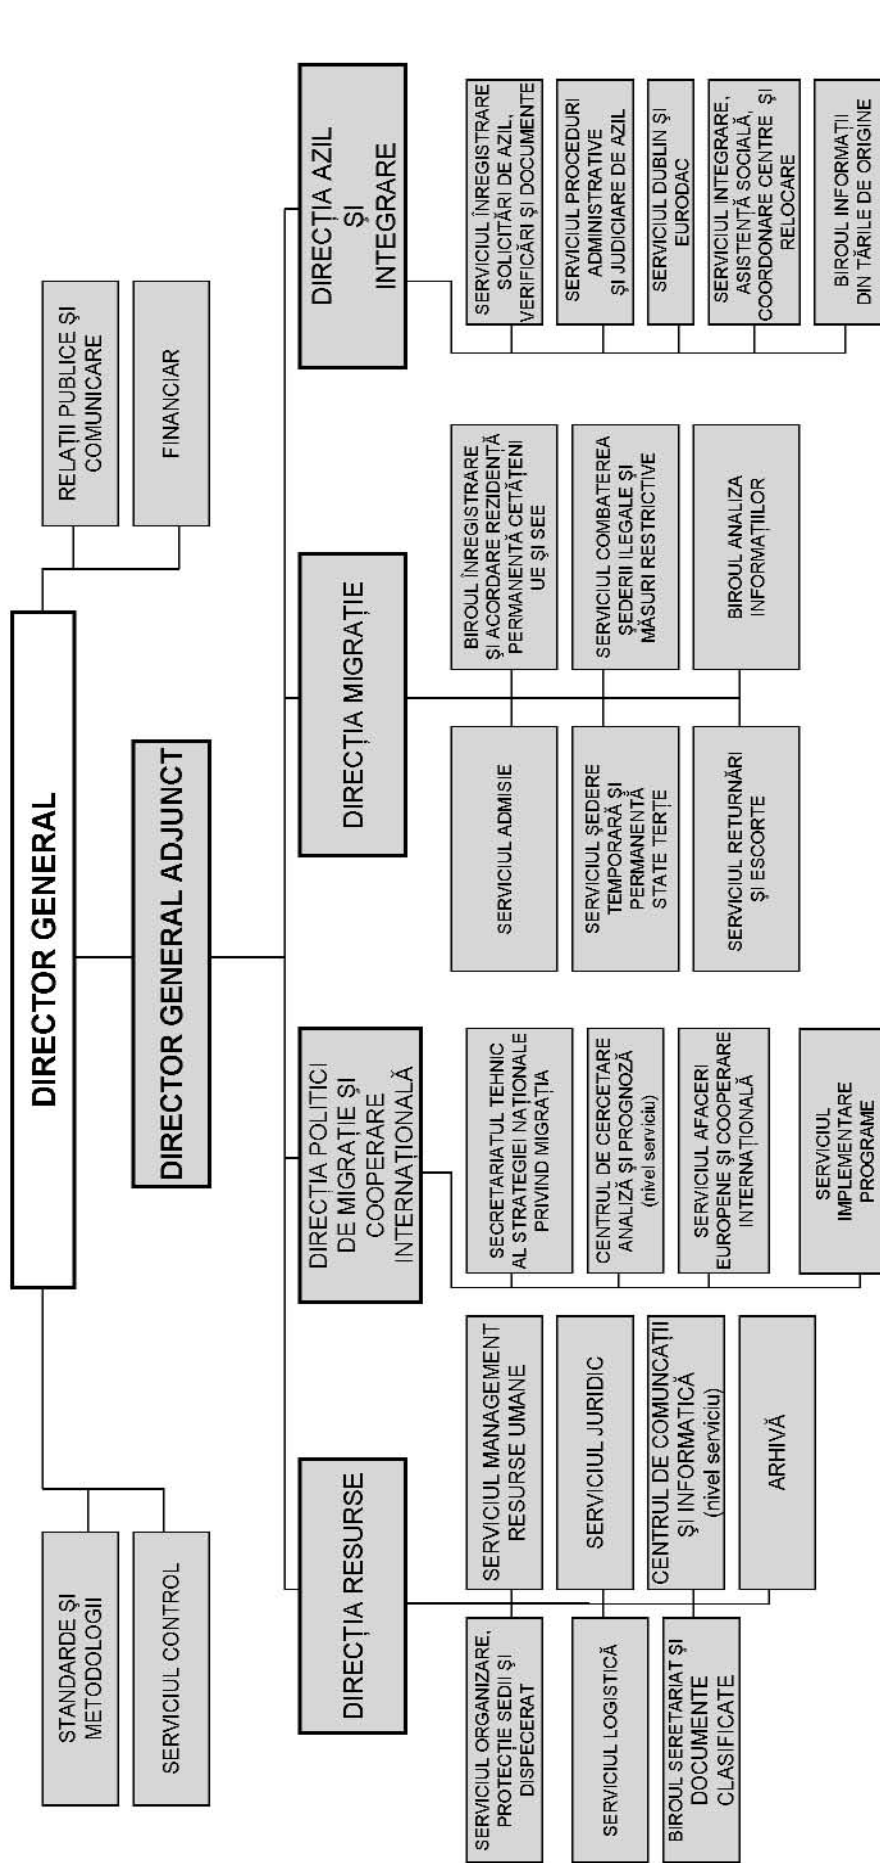 DIRECTOR GENERAL
STANDARDE ȘI
METODOLOGII
SERVICIUL CONTROL
RELAȚII PUBLICE ȘI
COMUNICARE
FINANCIAR
DIRECTOR GENERAL ADJUNCT
DIRECȚIA RESURSE
SERVICIUL ORGANIZARE,
PROTECȚIE SEDII ȘI
DISPECERAT
SERVICIUL LOGISTICĂ
BIROUL SERETARIAT ȘI
DOCUMENTE
CLASIFICATE
SERVICIUL MANAGEMENT
RESURSE UMANE
SERVICIUL JURIDIC
CENTRUL DE COMUNCAȚII
ȘI INFORMATICĂ
(nivel serviciu)
ARHIVĂ
DIRECȚIA POLITICI
DE MIGRAȚIE ȘI
COOPERARE
INTERNAȚIONALĂ
SECRETARIATUL TEHNIC
AL STRATEGIEI NAȚIONALE
PRIVIND MIGRAȚIA
CENTRUL DE CERCETARE
ANALIZĂ ȘI PROGNOZĂ
(nivel serviciu)
SERVICIUL AFACERI
EUROPENE ȘI COOPERARE
INTERNAȚIONALĂ
SERVICIUL
IMPLEMENTARE
PROGRAME
DIRECȚIA MIGRAȚIE
SERVICIUL ADMISIE
SERVICIUL ȘEDERE
TEMPORARĂ ȘI
PERMANENTĂ
STATE TERȚE
SERVICIUL RETURNĂRI
ȘI ESCORTE
BIROUL ÎNREGISTRARE
ȘI ACORDARE REZIDENȚĂ
PERMANENTĂ CETĂȚENI
UE ȘI SEE
SERVICIUL COMBATEREA
ȘEDERII ILEGALE ȘI
MĂSURI RESTRICTIVE
BIROUL ANALIZA
INFORMAȚIILOR
DIRECȚIA AZIL
ȘI
INTEGRARE
SERVICIUL ÎNREGISTRARE
SOLICITĂRI DE AZIL,
VERIFICĂRI ȘI DOCUMENTE
SERVICIUL PROCEDURI
ADMINISTRATIVE
ȘI JUDICIARE DE AZIL
SERVICIUL DUBLIN ȘI
EURODAC
SERVICIUL INTEGRARE,
ASISTENȚĂ SOCIALĂ,
COORDONARE CENTRE ȘI
RELOCARE
BIROUL INFORMAȚII
DIN ȚĂRILE DE ORIGINE